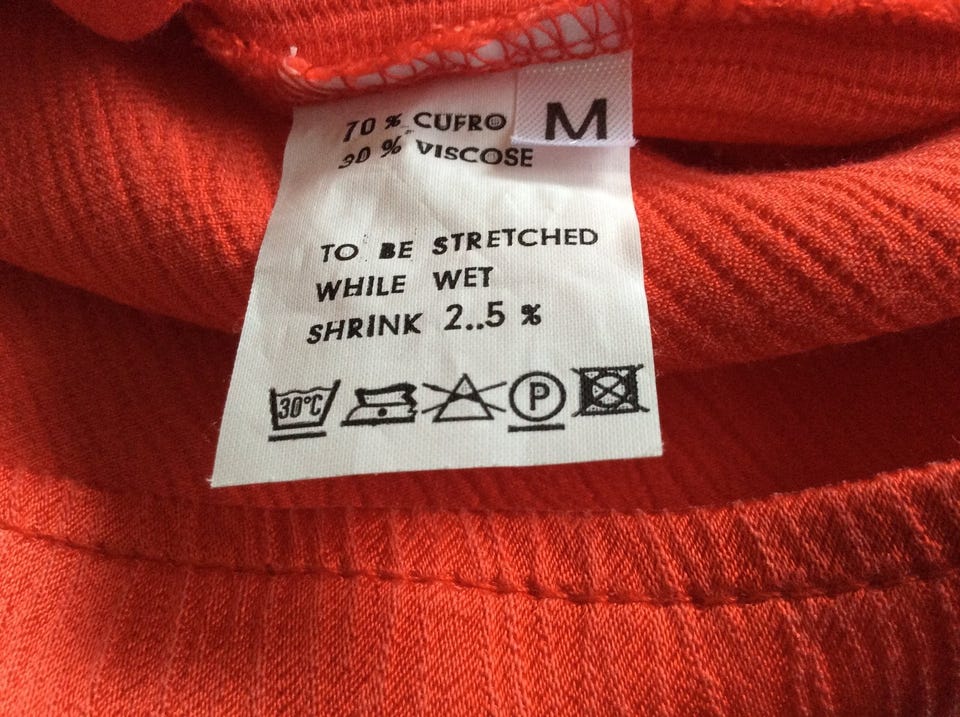 M
70 % CUFRO
30 % VISCOSE
TO BE STRETCHED
WHILE WET
SHRINK 2..5 %
30°C
P